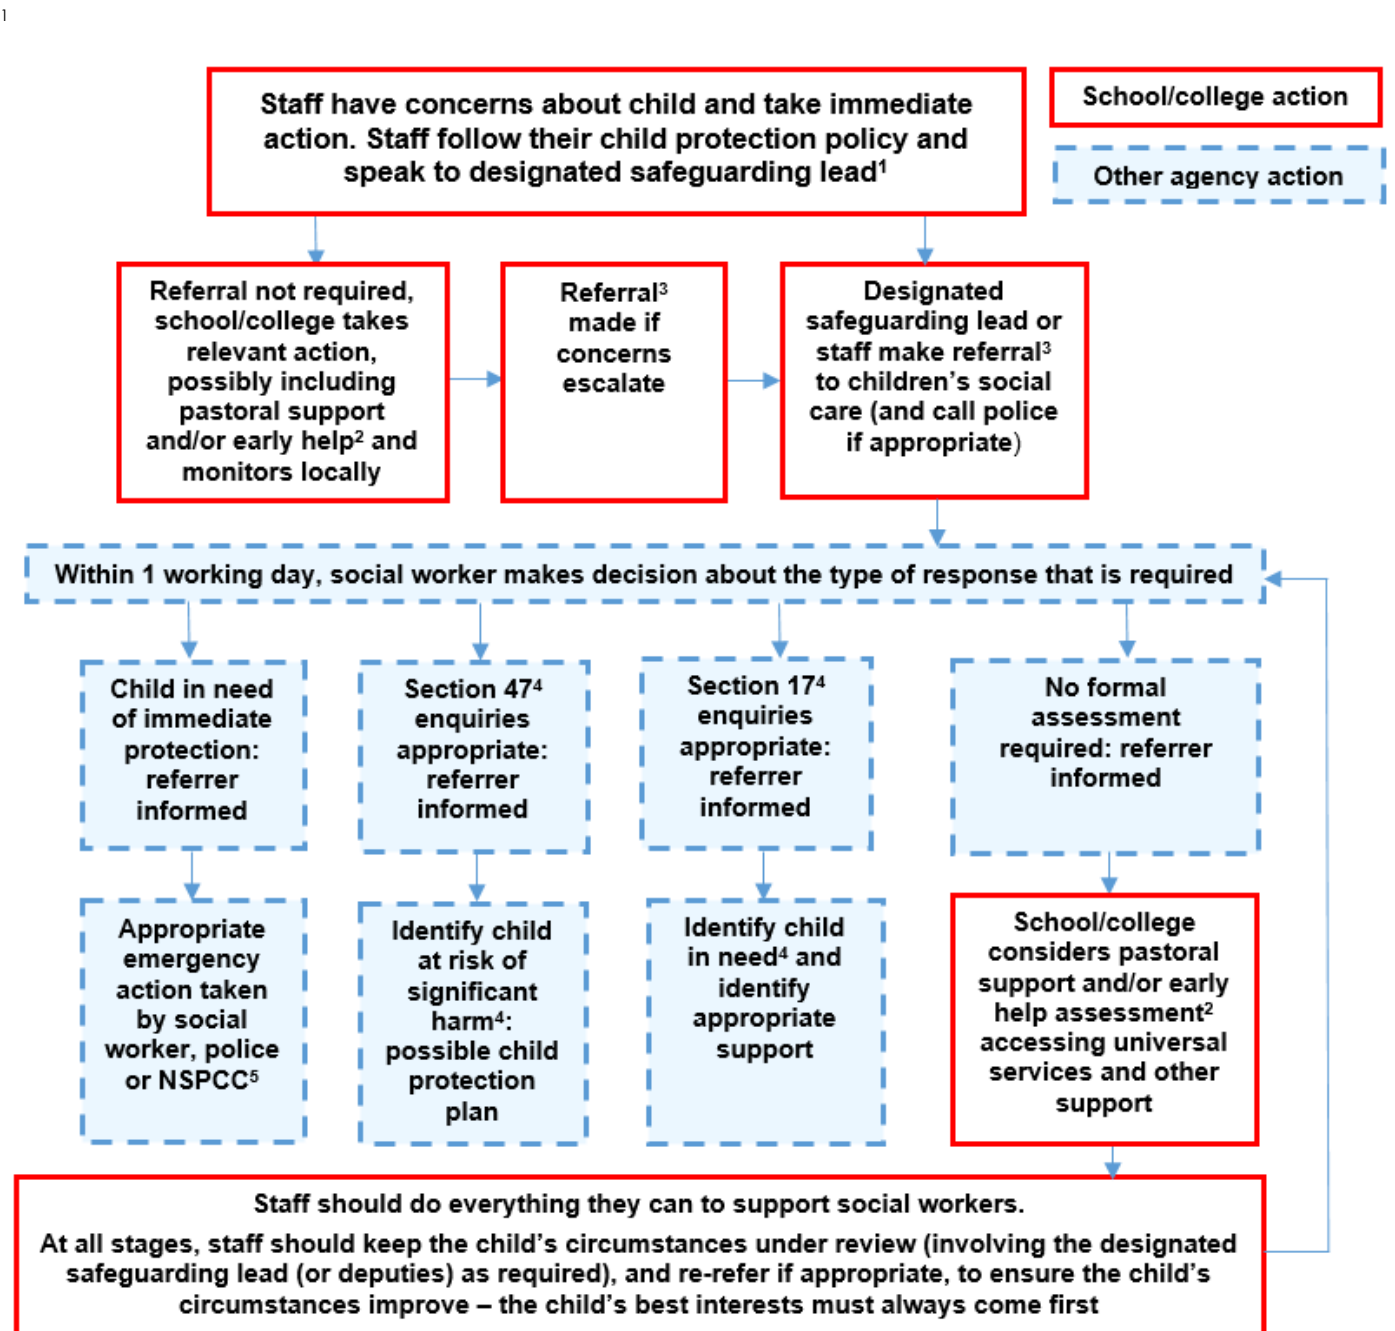 1
Staff have concerns about child and take immediate
action. Staff follow their child protection policy and
speak to designated safeguarding lead¹
School/college action
Other agency action
Referral not required,
school/college takes
relevant action,
possibly including
pastoral support
and/or early help² and
monitors locally
Referral³
made if
concerns
escalate
Designated
safeguarding lead or
staff make referral³
to children’s social
care (and call police
if appropriate)
Within 1 working day, social worker makes decision about the type of response that is required
Child in need
of immediate
protection:
referrer
informed
Section 47⁴
enquiries
appropriate:
referrer
informed
Section 17⁴
enquiries
appropriate:
referrer
informed
No formal
assessment
required: referrer
informed
Appropriate
emergency
action taken
by social
worker, police
or NSPCC⁵
Identify child
at risk of
significant
harm⁴:
possible child
protection
plan
Identify child
in need⁴ and
identify
appropriate
support
School/college
considers pastoral
support and/or early
help assessment²
accessing universal
services and other
support
Staff should do everything they can to support social workers.
At all stages, staff should keep the child’s circumstances under review (involving the designated
safeguarding lead (or deputies) as required), and re-refer if appropriate, to ensure the child’s
circumstances improve – the child’s best interests must always come first